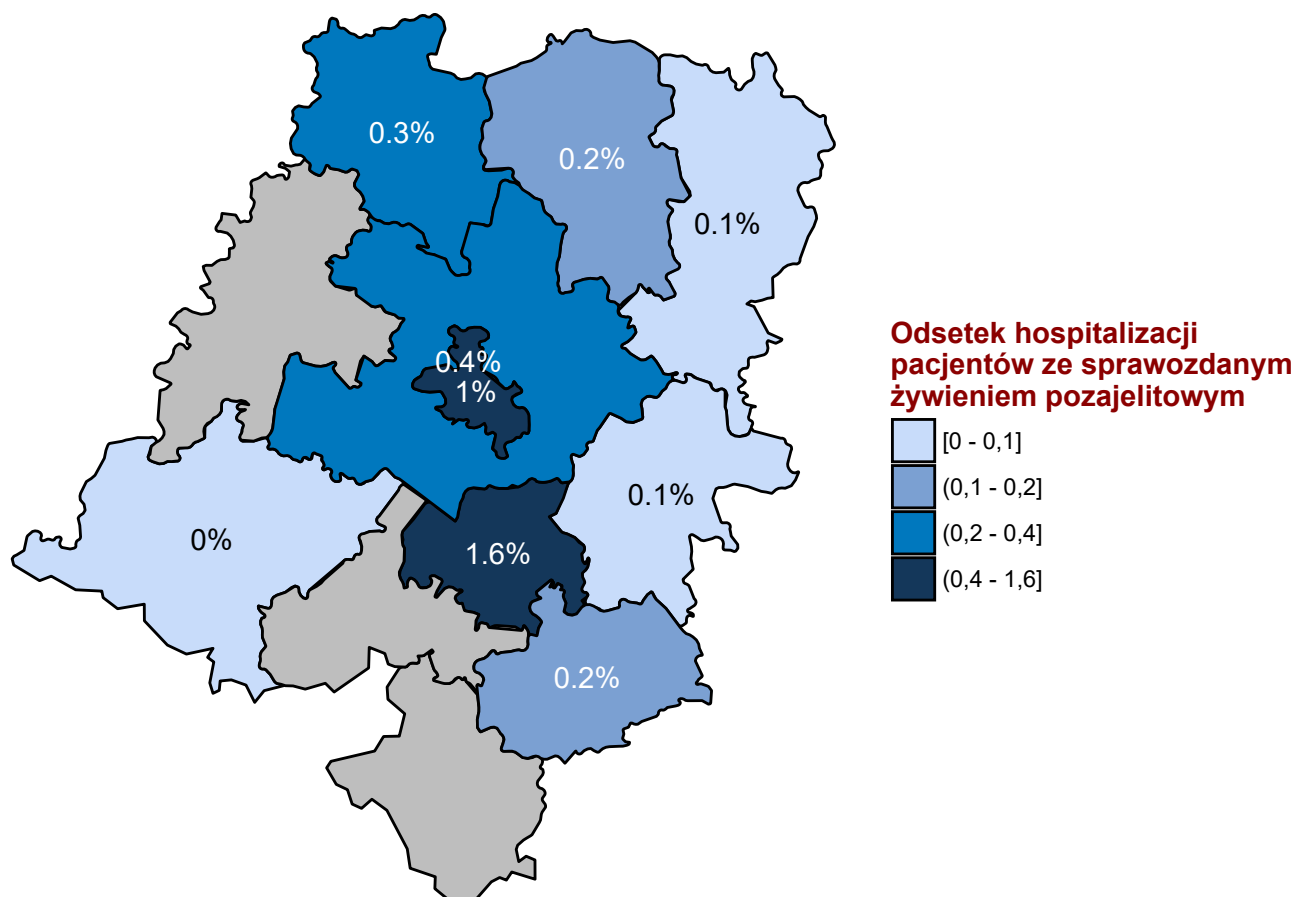 0.3%
0.2%
0.1%
0.4%
1%
0.1%
0%
1.6%
0.2%
Odsetek hospitalizacji
pacjentów ze sprawozdanym
żywieniem pozajelitowym
[0 - 0,1]
(0,1 - 0,2]
(0,2 - 0,4]
(0,4 - 1,6]